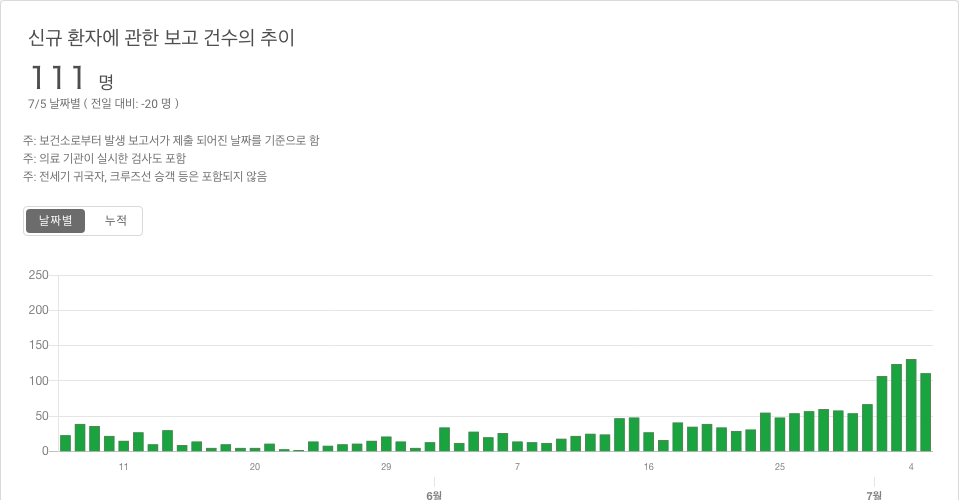 신규 환자에 관한 보고 건수의 추이
111 명
7/5 날짜별 ( 전일 대비: -20 명 )
주: 보건소로부터 발생 보고서가 제출 되어진 날짜를 기준으로 함
주: 의료 기관이 실시한 검사도 포함
주: 전세기 귀국자, 크루즈선 승객 등은 포함되지 않음
날짜별 누적
250
200
150
100
50
0
11 20 29 7 16 25 4
6월 7월